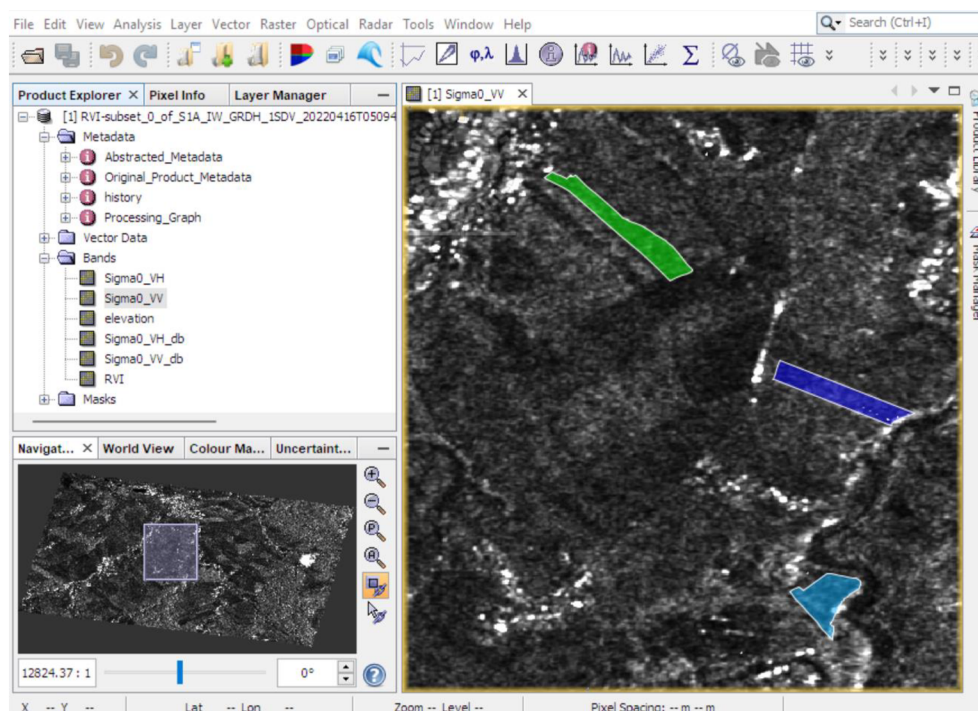 File Edit View Analysis Layer Vector Raster Optical Radar Tools Window Help
Search (Ctrl+I)
φ,λ Σ
Product Explorer × Pixel Info Layer Manager
[1] RVI-subset_0_of_S1A_IW_GRDH_1SDV_20220416T05094
Metadata
Abstracted_Metadata
Original_Product_Metadata
history
Processing_Graph
Vector Data
Bands
Sigma0_VH
Sigma0_VV
elevation
Sigma0_VH_db
Sigma0_VV_db
RVI
Masks
Navigat... × World View Colour Ma... Uncertaint...
12824.37 : 1
0°
[1] Sigma0_VV ×
Product Library
Mask Manager
X -- Y -- Lat -- Lon -- Zoom -- Level -- Pixel Spacing: -- m -- m